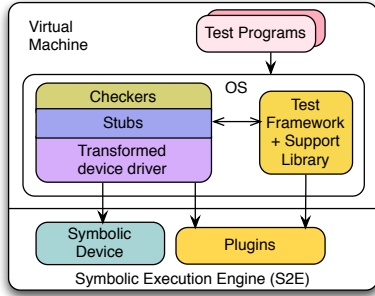 Virtual
Machine
Test Programs
OS
Checkers
Stubs
Transformed
device driver
Test
Framework
+ Support
Library
Symbolic
Device
Plugins
Symbolic Execution Engine (S2E)